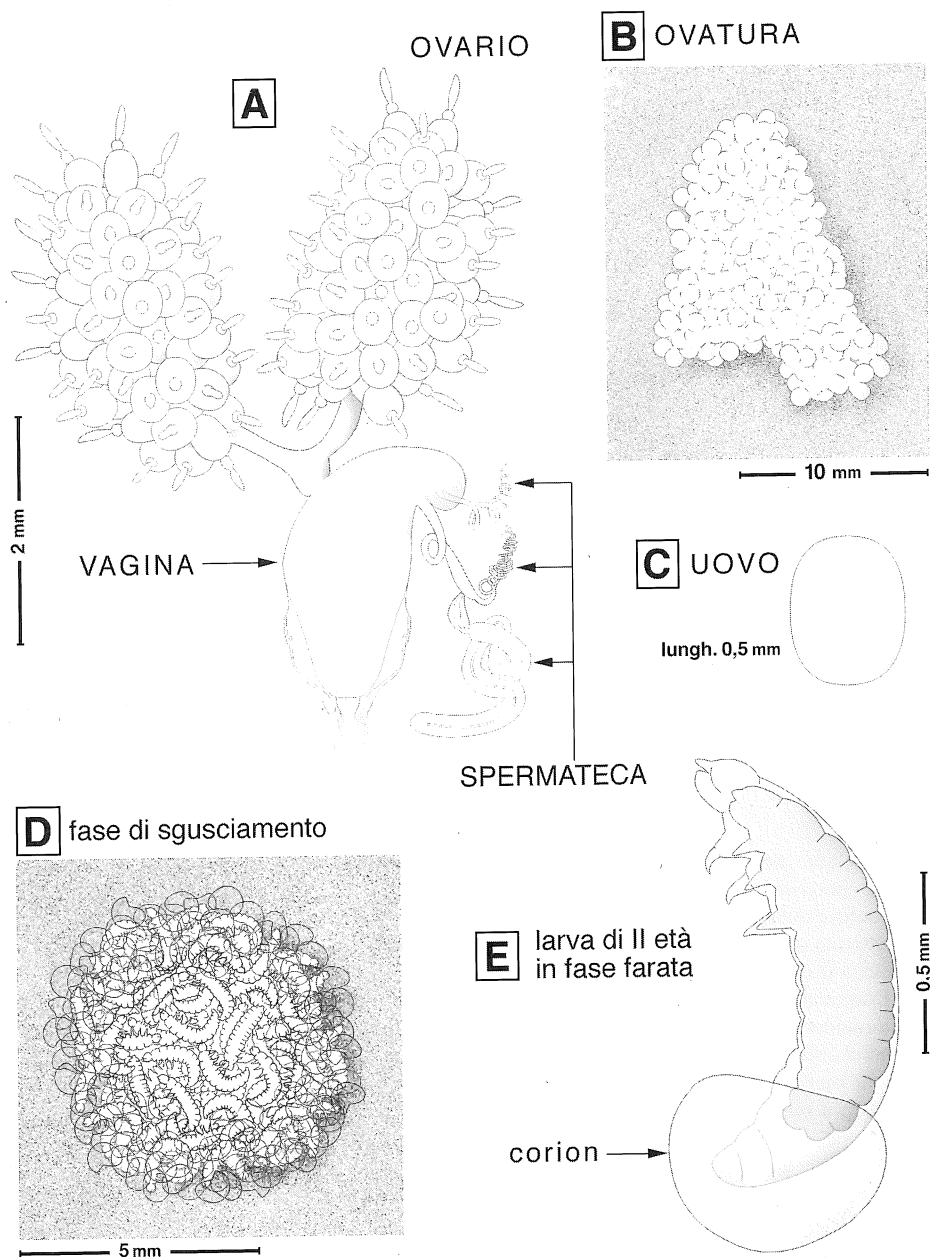 OVARIO
A
B OVATURA
10 mm
2 mm
VAGINA
C UOVO
lungh. 0,5 mm
SPERMATECA
D fase di sgusciamento
E larva di II età
in fase farata
0.5 mm
corion
5 mm